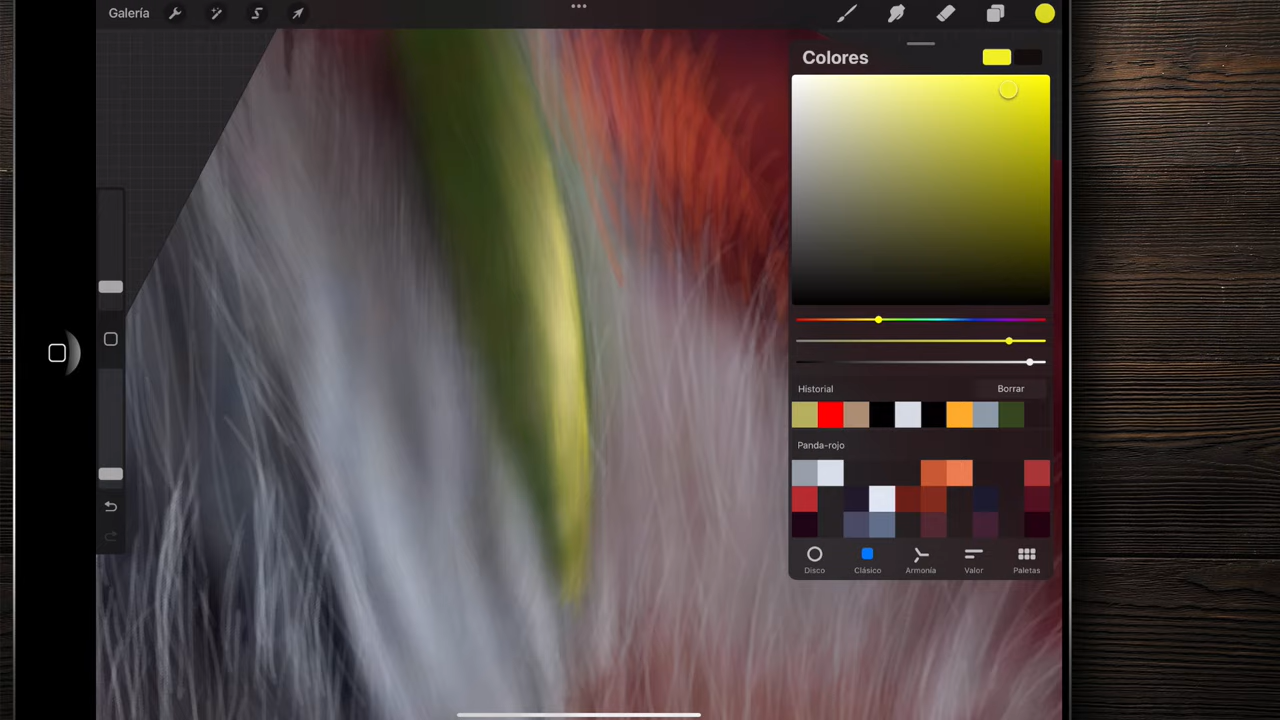 Galería
Colores
Historial
Borrar
Panda-rojo
Disco
Clásico
Armonía
Valor
Paletas